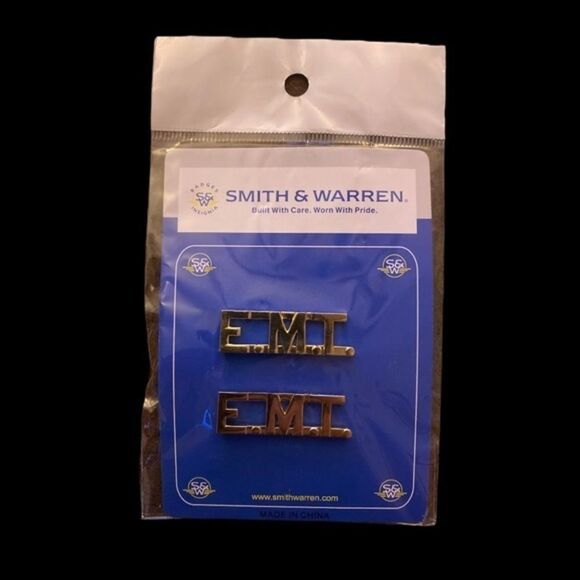 BADGES
S&W
INSIGNIA
SMITH & WARREN®
Built With Care. Worn With Pride.
S&W
S&W
E.M.T.
E.M.T.
S&W
S&W
www.smithwarren.com
MADE IN CHINA